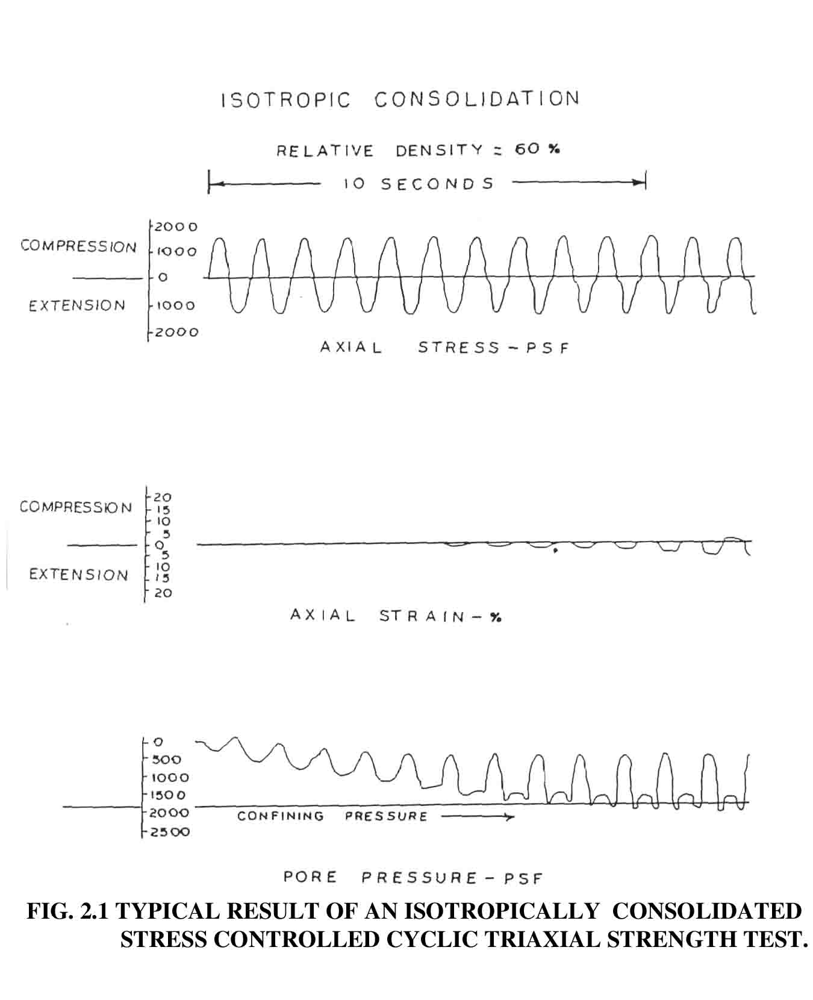 ISOTROPIC CONSOLIDATION
RELATIVE DENSITY = 60 %
10 SECONDS
2000
COMPRESSION
1000
0
EXTENSION
1000
2000
AXIAL STRESS - PSF
20
COMPRESSION
15
10
5
0
5
10
EXTENSION
15
20
AXIAL STRAIN - %
0
500
1000
1500
2000
CONFINING PRESSURE
2500
PORE PRESSURE - PSF
FIG. 2.1 TYPICAL RESULT OF AN ISOTROPICALLY CONSOLIDATED
STRESS CONTROLLED CYCLIC TRIAXIAL STRENGTH TEST.